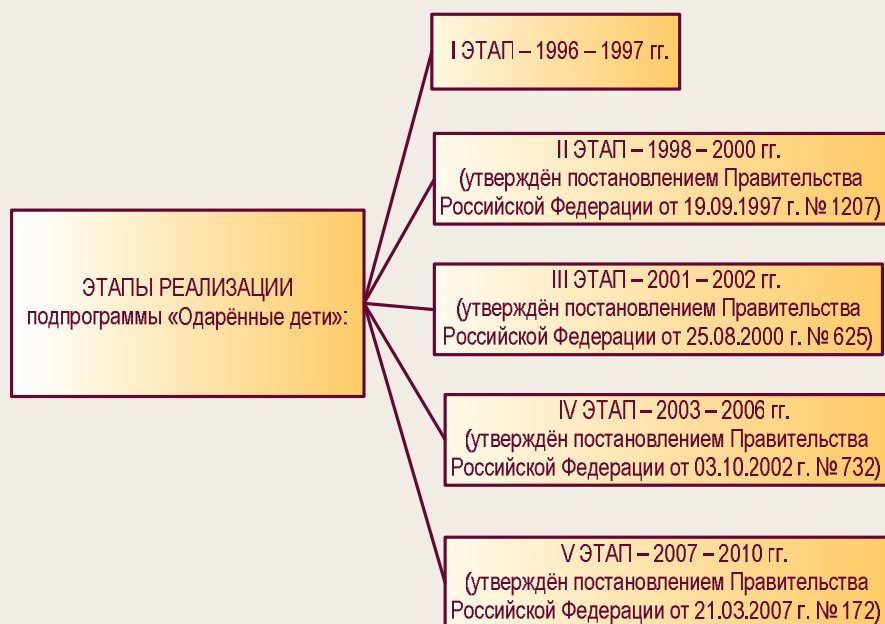 ЭТАПЫ РЕАЛИЗАЦИИ
подпрограммы «Одарённые дети»:
I ЭТАП – 1996 – 1997 гг.
II ЭТАП – 1998 – 2000 гг.
(утверждён постановлением Правительства
Российской Федерации от 19.09.1997 г. № 1207)
III ЭТАП – 2001 – 2002 гг.
(утверждён постановлением Правительства
Российской Федерации от 25.08.2000 г. № 625)
IV ЭТАП – 2003 – 2006 гг.
(утверждён постановлением Правительства
Российской Федерации от 03.10.2002 г. № 732)
V ЭТАП – 2007 – 2010 гг.
(утверждён постановлением Правительства
Российской Федерации от 21.03.2007 г. № 172)